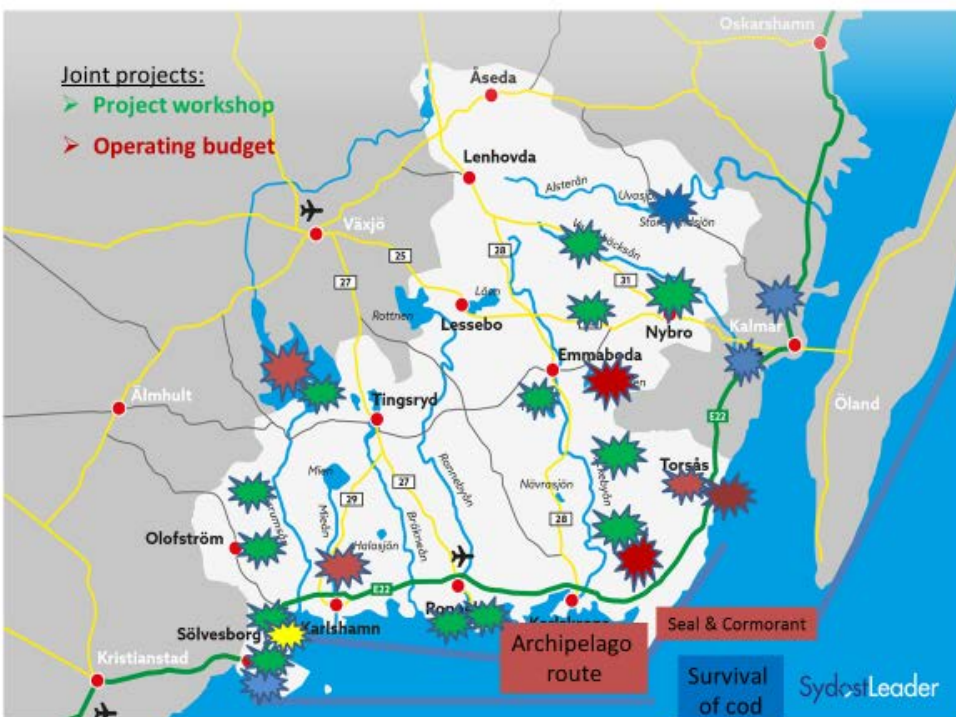 Oskarshamn
Joint projects:
Project workshop
Operating budget
Åseda
Lenhovda
Alsterån
Växjö
28
25
27
31
Rottnen
Lessebo
Nybro
Kalmar
Emmaboda
Älmhult
Tingsryd
Öland
E22
Mien
Ronnebyån
Torsås
29
27
Nävrasjön
Mieån
Bräkneån
28
Olofström
Halasjön
E22
Sölvesborg
Karlshamn
Seal & Cormorant
Archipelago
route
Kristianstad
Survival
of cod
SydostLeader